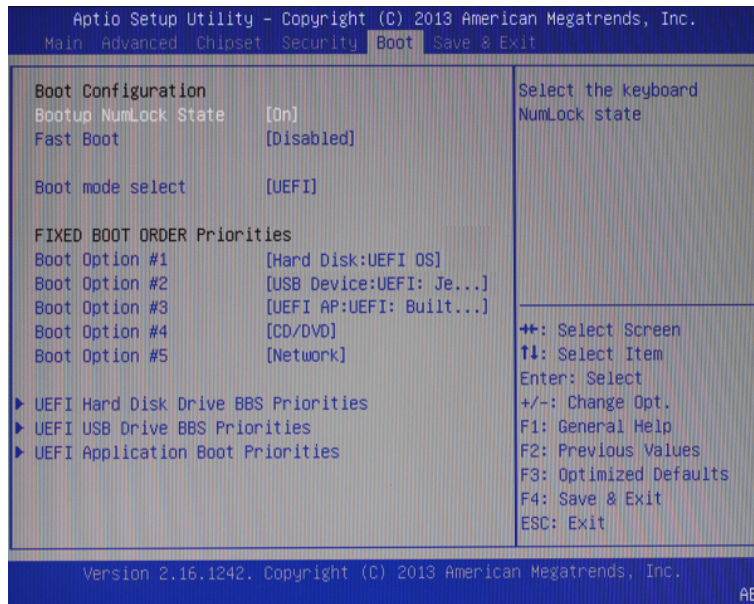 Aptio Setup Utility – Copyright (C) 2013 American Megatrends, Inc.
Main Advanced Chipset Security Boot Save & Exit
Boot Configuration
Bootup NumLock State [On]
Fast Boot [Disabled]
Boot mode select [UEFI]
FIXED BOOT ORDER Priorities
Boot Option #1 [Hard Disk:UEFI OS]
Boot Option #2 [USB Device:UEFI: Je...]
Boot Option #3 [UEFI AP:UEFI: Built...]
Boot Option #4 [CD/DVD]
Boot Option #5 [Network]
UEFI Hard Disk Drive BBS Priorities
UEFI USB Drive BBS Priorities
UEFI Application Boot Priorities
Select the keyboard
NumLock state
→←: Select Screen
↑↓: Select Item
Enter: Select
+/-: Change Opt.
F1: General Help
F2: Previous Values
F3: Optimized Defaults
F4: Save & Exit
ESC: Exit
Version 2.16.1242. Copyright (C) 2013 American Megatrends, Inc.